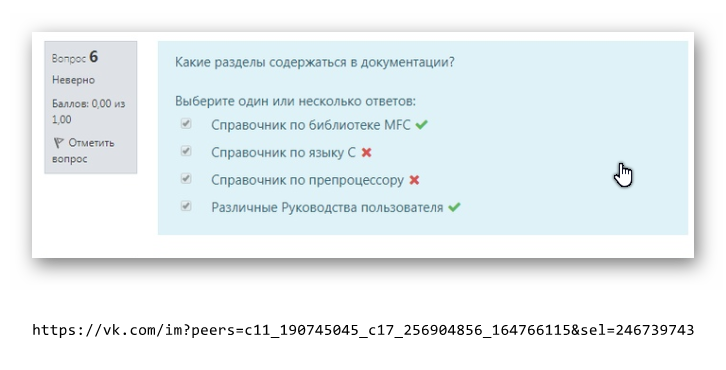 Вопрос 6
Неверно
Баллов: 0,00 из
1,00
Отметить
вопрос
Какие разделы содержаться в документации?
Выберите один или несколько ответов:
Справочник по библиотеке MFC
Справочник по языку C
Справочник по препроцессору
Различные Руководства пользователя
https://vk.com/im?peers=c11_190745045_c17_256904856_164766115&sel=246739743